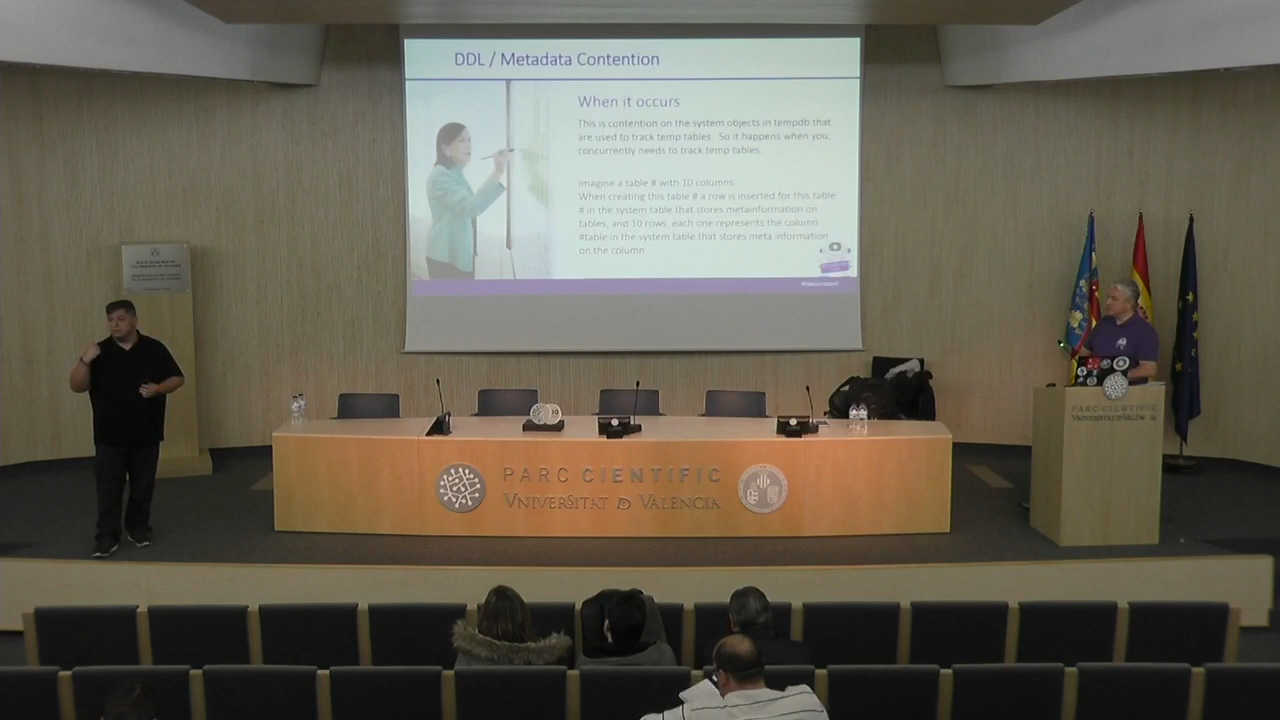 DDL / Metadata Contention
When it occurs
This is contention on the system objects in tempdb that
are used to track temp tables. So it happens when you,
concurrently needs to track temp tables.
Imagine a table # with 10 columns
When creating this table # a row is inserted for this table
# in the system table that stores metainformation on
tables, and 10 rows, each one represents the column
#table in the system table that stores meta information
on the column
PARC CIENTÍFIC
VNIVERSITAT D VALÈNCIA
PARC CIENTÍFIC
VNIVERSITAT D VALÈNCIA